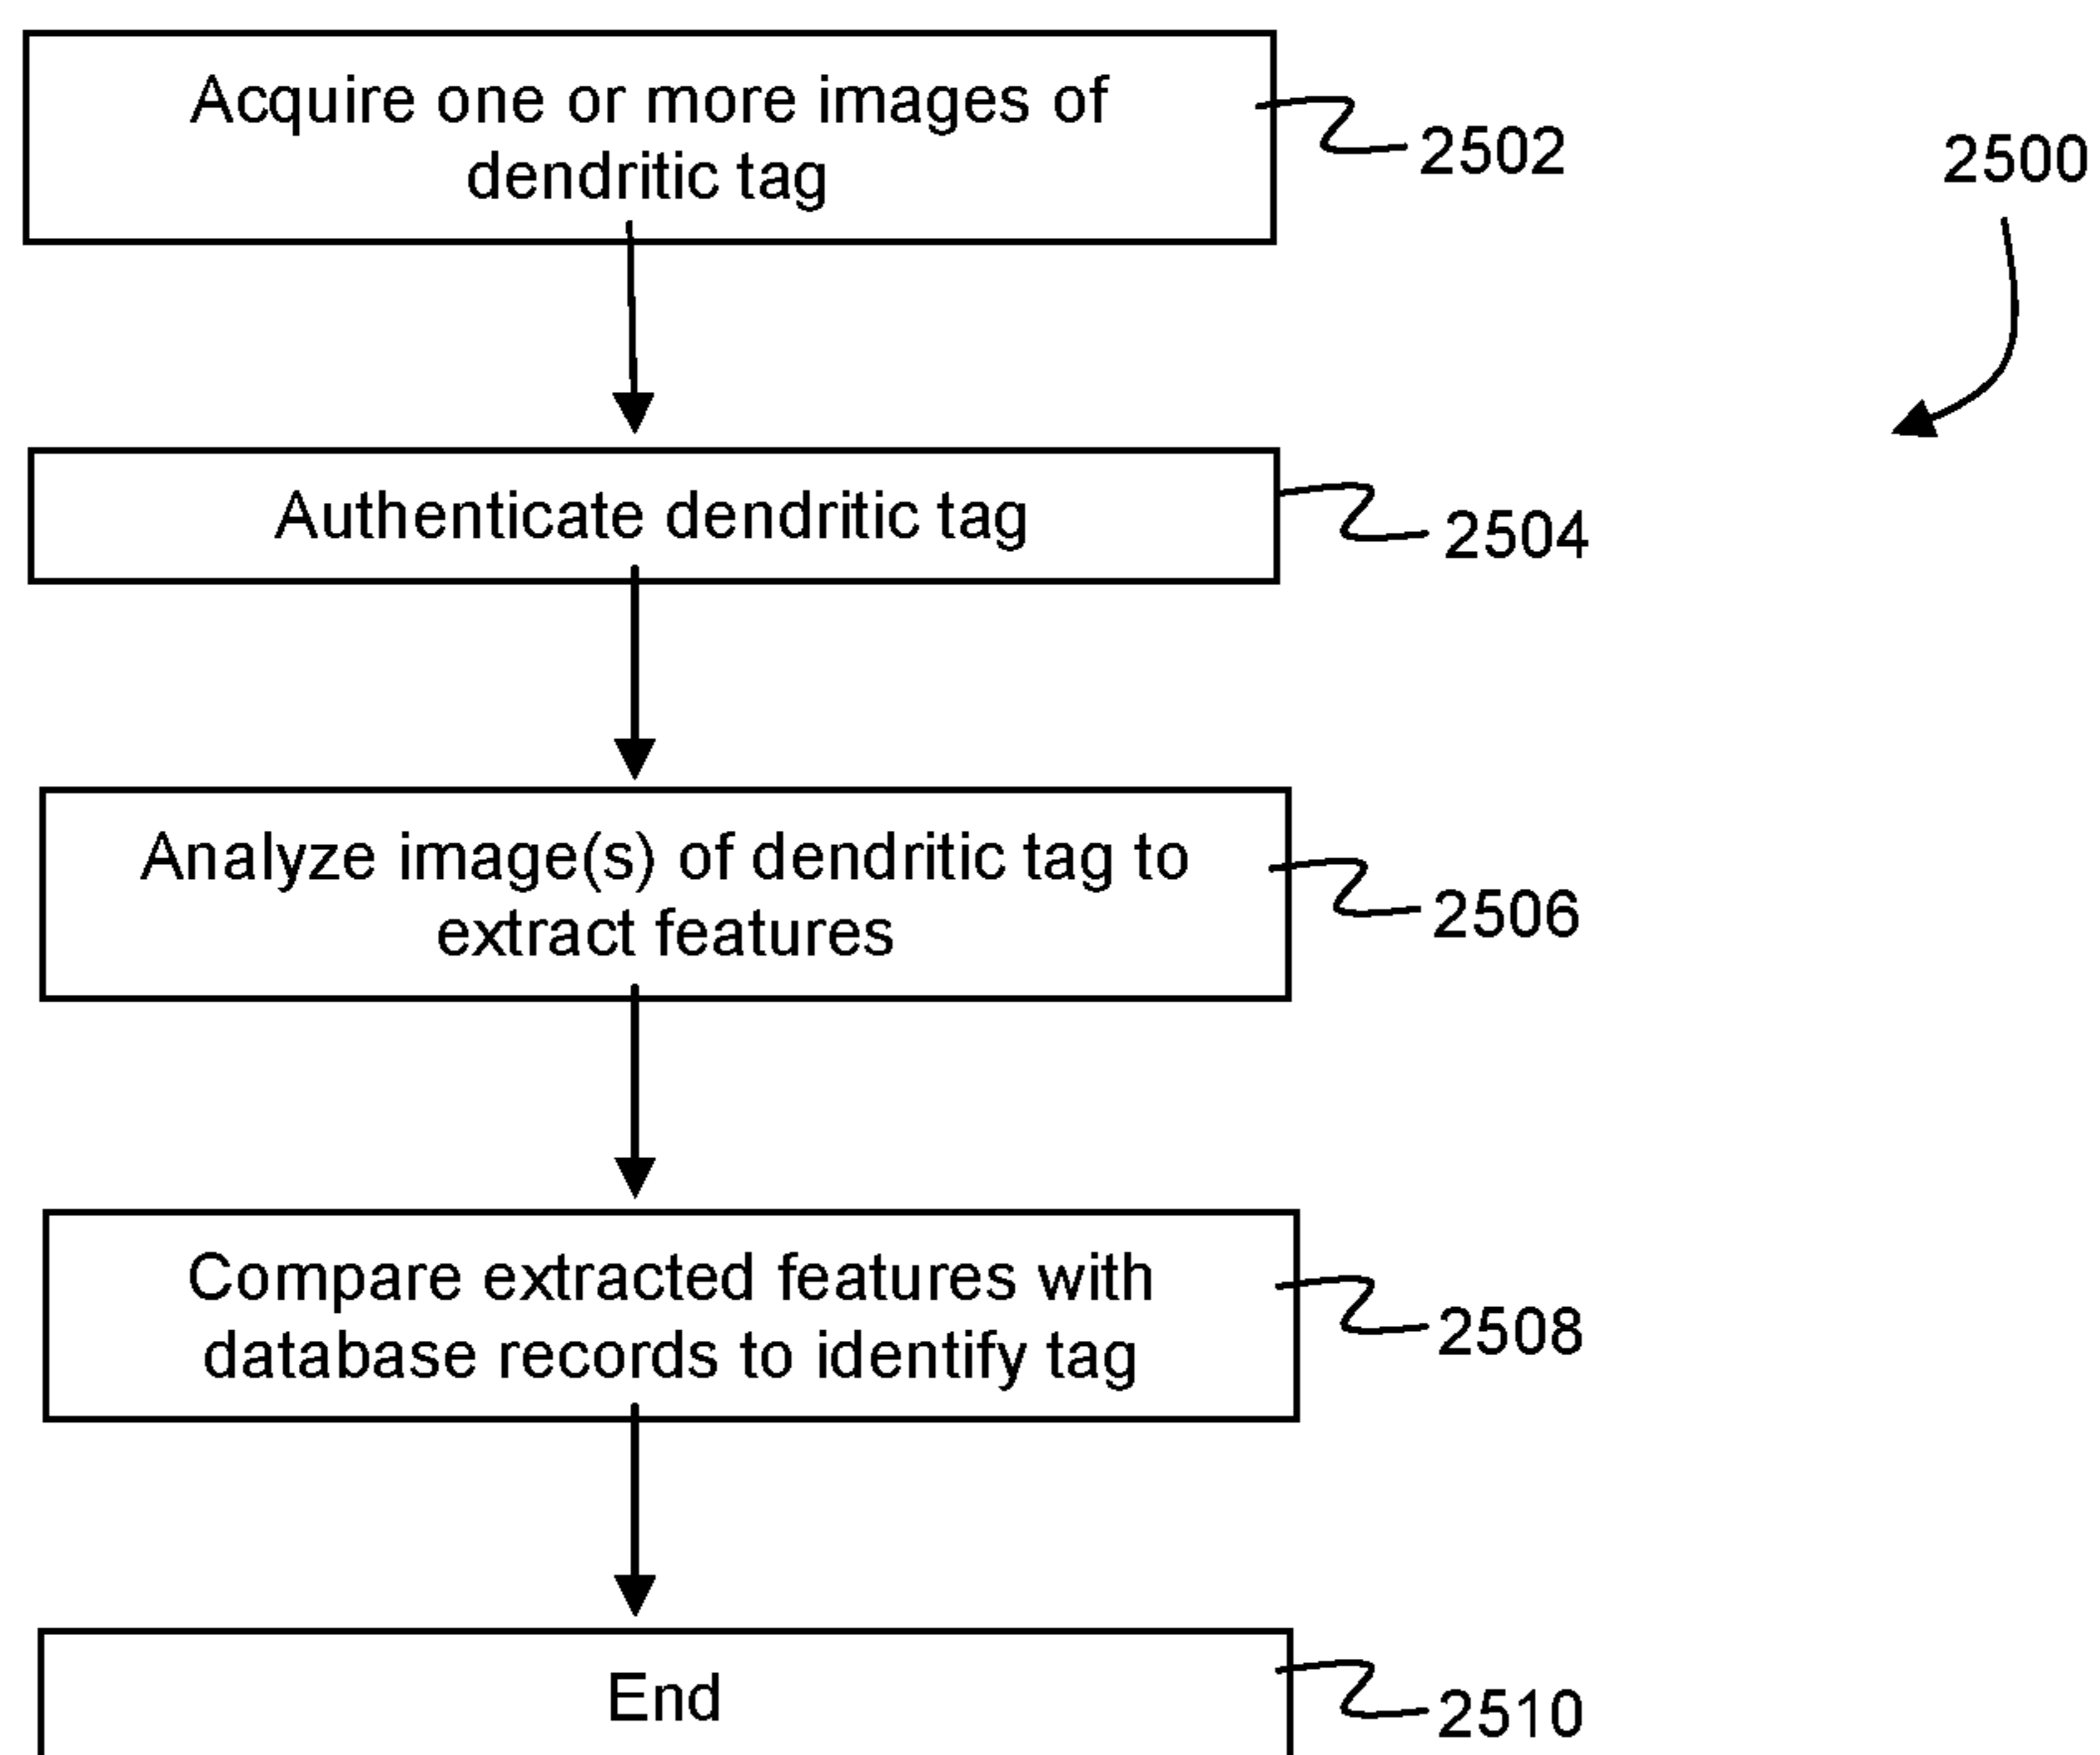 Acquire one or more images of
dendritic tag
2502
2500
Authenticate dendritic tag
2504
Analyze image(s) of dendritic tag to
extract features
2506
Compare extracted features with
database records to identify tag
2508
End
2510